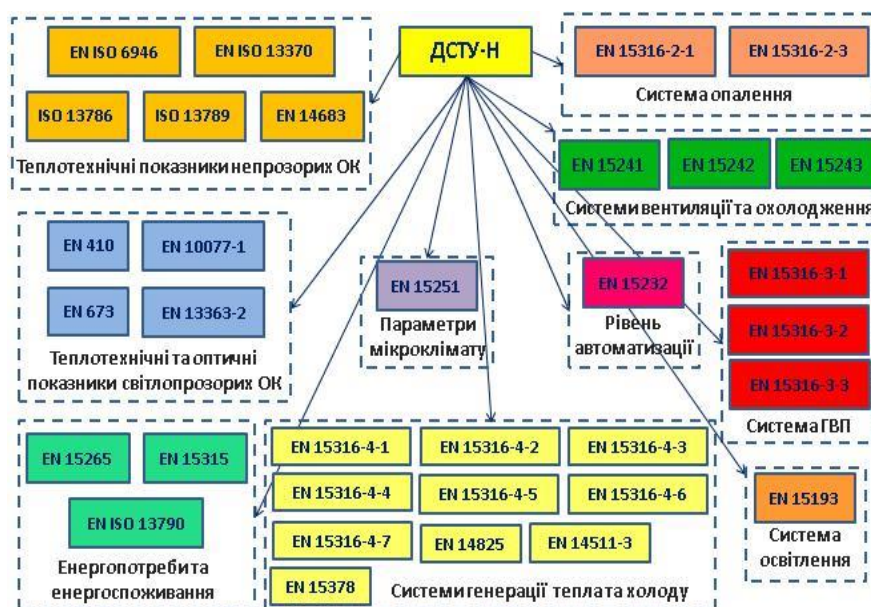 ДСТУ-Н
EN ISO 6946
EN ISO 13370
ISO 13786
ISO 13789
EN 14683
Теплотехнічні показники непрозорих ОК
EN 15316-2-1
EN 15316-2-3
Система опалення
EN 15241
EN 15242
EN 15243
Системи вентиляції та охолодження
EN 410
EN 10077-1
EN 673
EN 13363-2
Теплотехнічні та оптичні
показники світлопрозорих ОК
EN 15251
Параметри
мікроклімату
EN 15232
Рівень
автоматизації
EN 15316-3-1
EN 15316-3-2
EN 15316-3-3
Система ГВП
EN 15265
EN 15315
EN ISO 13790
Енергопотреби та
енергоспоживання
EN 15316-4-1
EN 15316-4-2
EN 15316-4-3
EN 15316-4-4
EN 15316-4-5
EN 15316-4-6
EN 15316-4-7
EN 14825
EN 14511-3
EN 15378
Системи генерації тепла та холоду
EN 15193
Система
освітлення